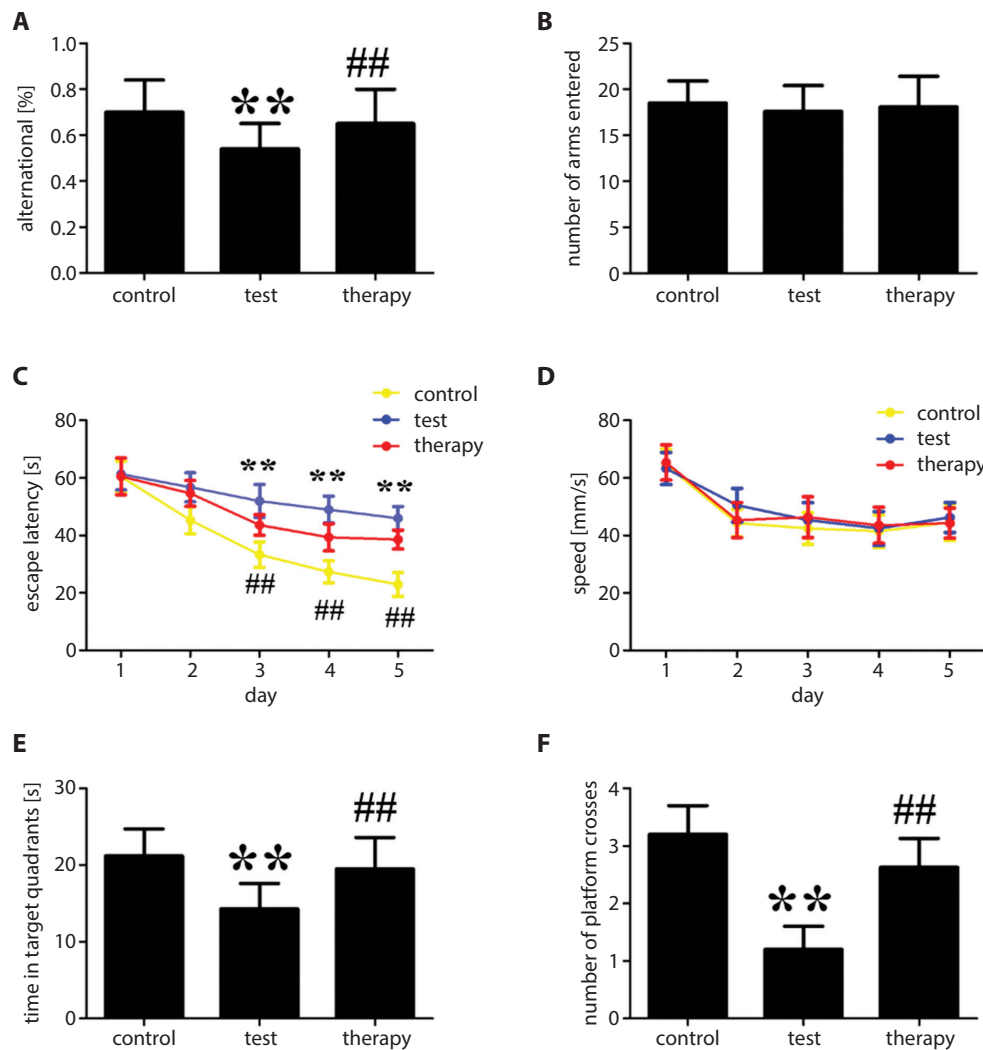 A
alternational [%]
1.0
0.8
0.6
0.4
0.2
0.0
**
##
control test therapy
B
number of arms entered
25
20
15
10
5
0
control test therapy
C
escape latency [s]
control
test
therapy
80
60
40
20
0
** ** **
## ## ##
1 2 3 4 5
day
D
speed [mm/s]
control
test
therapy
80
60
40
20
0
1 2 3 4 5
day
E
time in target quadrants [s]
30
20
10
0
**
##
control test therapy
F
number of platform crosses
4
3
2
1
0
**
##
control test therapy